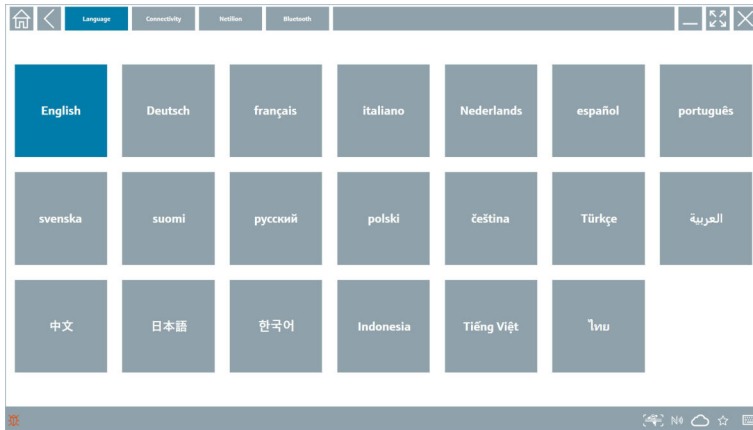 Language
Connectivity
Netilion
Bluetooth
English
Deutsch
français
italiano
Nederlands
español
português
svenska
suomi
русский
polski
čeština
Türkçe
العربية
中文
日本語
한국어
Indonesia
Tiếng Việt
ไทย